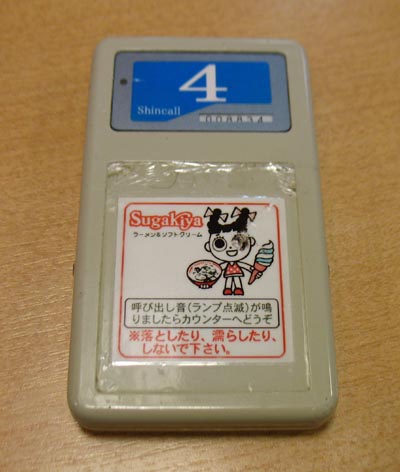 4
Shincall
008834
Sugakiya
ラーメン&ソフトクリーム
呼び出し音(ランプ点滅)が鳴
りましたらカウンターへどうぞ
※落としたり、濡らしたり、
しないで下さい。